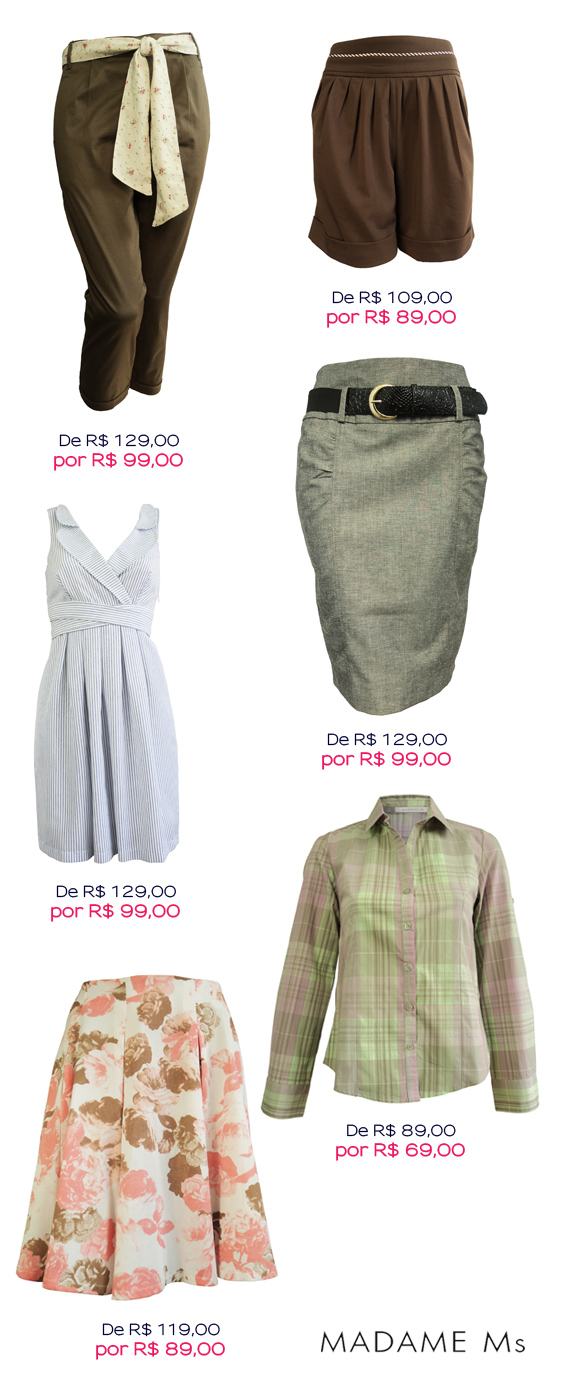 De R$ 109,00
por R$ 89,00
De R$ 129,00
por R$ 99,00
De R$ 129,00
por R$ 99,00
De R$ 129,00
por R$ 99,00
De R$ 89,00
por R$ 69,00
De R$ 119,00
por R$ 89,00
MADAME Ms